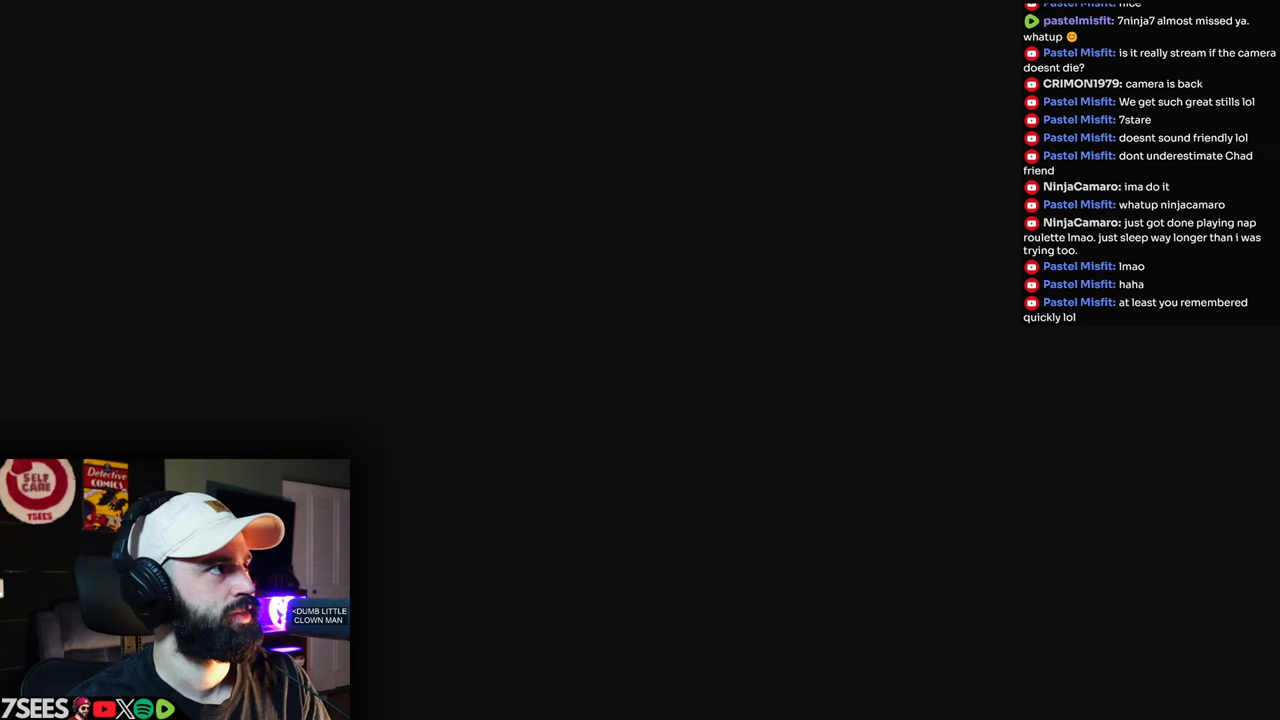 Pastel Misfit: nice
pastelmisfit: 7ninja7 almost missed ya.
whatup 😊
Pastel Misfit: is it really stream if the camera
doesnt die?
CRIMON1979: camera is back
Pastel Misfit: We get such great stills lol
Pastel Misfit: 7stare
Pastel Misfit: doesnt sound friendly lol
Pastel Misfit: dont underestimate Chad
friend
NinjaCamaro: ima do it
Pastel Misfit: whatup ninjacamaro
NinjaCamaro: just got done playing nap
roulette lmao. just sleep way longer than i was
trying too.
Pastel Misfit: lmao
Pastel Misfit: haha
Pastel Misfit: at least you remembered
quickly lol
SELF
CARE
7SEES
Detective
COMICS
<DUMB LITTLE
CLOWN MAN
7SEES